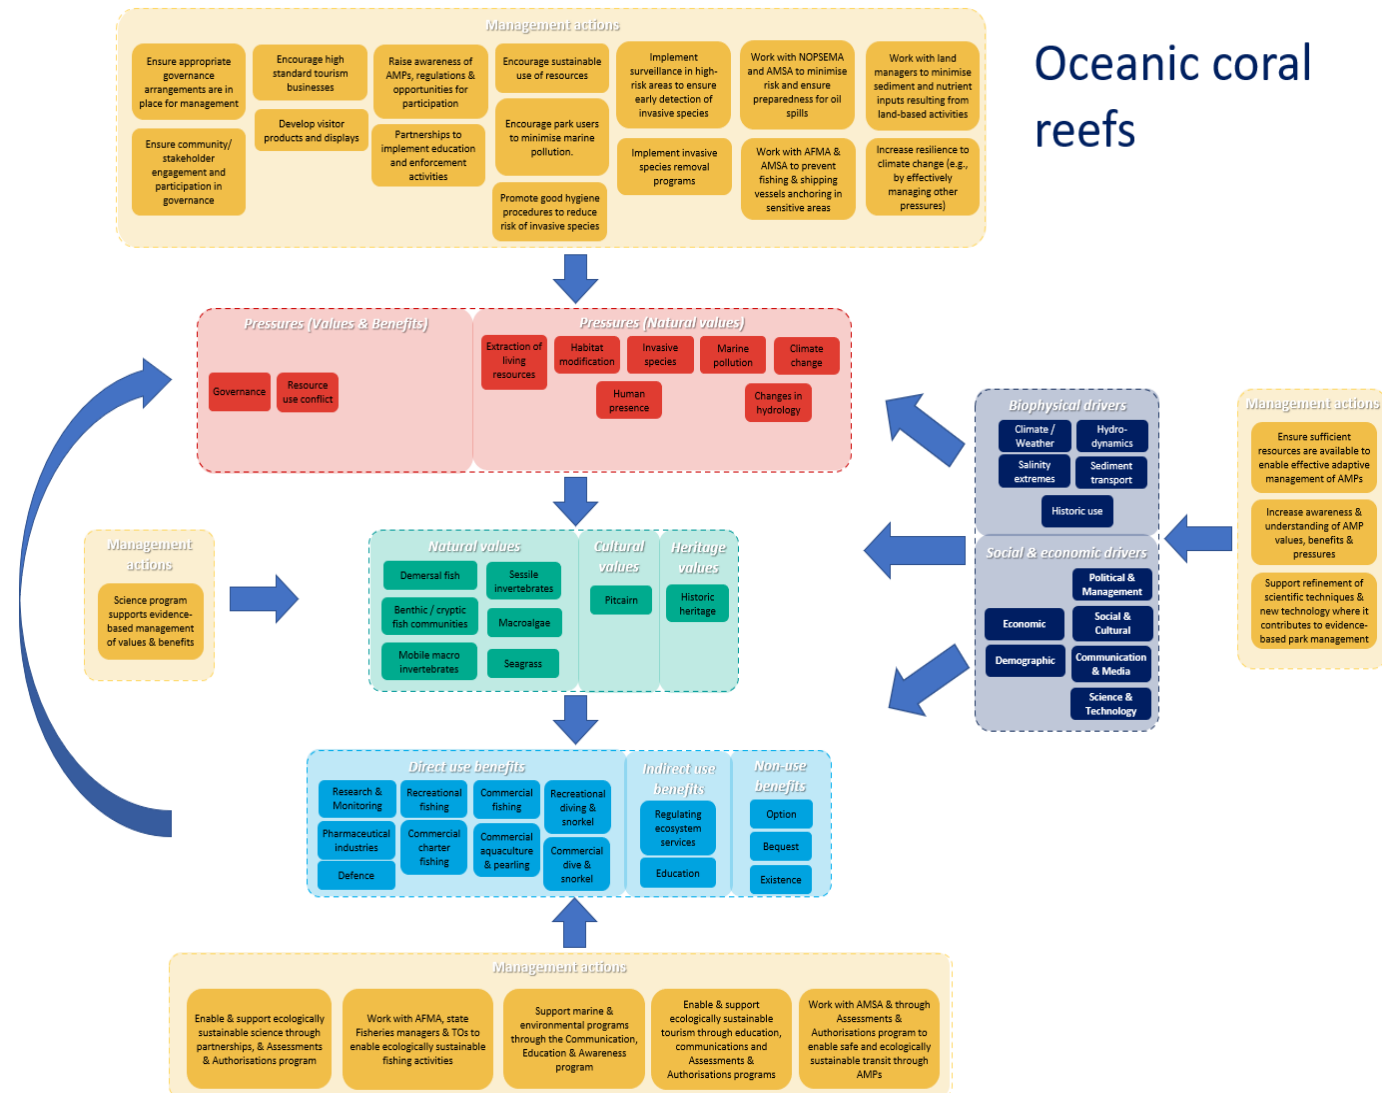 Oceanic coral
reefs
Management actions
Ensure appropriate
governance
arrangements are in
place for management
Ensure community/
stakeholder
engagement and
participation in
governance
Encourage high
standard tourism
businesses
Develop visitor
products and displays
Raise awareness of
AMPs, regulations &
opportunities for
participation
Partnerships to
implement education
and enforcement
activities
Encourage sustainable
use of resources
Encourage park users
to minimise marine
pollution.
Promote good hygiene
procedures to reduce
risk of invasive species
Implement
surveillance in high-
risk areas to ensure
early detection of
invasive species
Implement invasive
species removal
programs
Work with NOPSEMA
and AMSA to minimise
risk and ensure
preparedness for oil
spills
Work with AFMA &
AMSA to prevent
fishing & shipping
vessels anchoring in
sensitive areas
Work with land
managers to minimise
sediment and nutrient
inputs resulting from
land-based activities
Increase resilience to
climate change (e.g.,
by effectively
managing other
pressures)
Pressures (Values & Benefits)
Governance
Resource
use conflict
Pressures (Natural values)
Extraction of
living
resources
Habitat
modification
Invasive
species
Marine
pollution
Climate
change
Human
presence
Changes in
hydrology
Biophysical drivers
Climate /
Weather
Hydro-
dynamics
Salinity
extremes
Sediment
transport
Historic use
Social & economic drivers
Political &
Management
Economic
Social &
Cultural
Demographic
Communication
& Media
Science &
Technology
Management actions
Ensure sufficient
resources are available to
enable effective adaptive
management of AMPs
Increase awareness &
understanding of AMP
values, benefits &
pressures
Support refinement of
scientific techniques &
new technology where it
contributes to evidence-
based park management
Management
actions
Science program
supports evidence-
based management
of values & benefits
Natural values
Demersal fish
Sessile
invertebrates
Benthic / cryptic
fish communities
Macroalgae
Mobile macro
invertebrates
Seagrass
Cultural
values
Pitcairn
Heritage
values
Historic
heritage
Direct use benefits
Research &
Monitoring
Recreational
fishing
Commercial
fishing
Recreational
diving &
snorkel
Pharmaceutical
industries
Commercial
charter
fishing
Commercial
aquaculture
& pearling
Commercial
dive &
snorkel
Defence
Indirect use
benefits
Regulating
ecosystem
services
Education
Non-use
benefits
Option
Bequest
Existence
Management actions
Enable & support ecologically
sustainable science through
partnerships, & Assessments
& Authorisations program
Work with AFMA, state
Fisheries managers & TOs to
enable ecologically sustainable
fishing activities
Support marine &
environmental programs
through the Communication,
Education & Awareness
program
Enable & support
ecologically sustainable
tourism through education,
communications and
Assessments &
Authorisations programs
Work with AMSA & through
Assessments &
Authorisations program to
enable safe and ecologically
sustainable transit through
AMPs